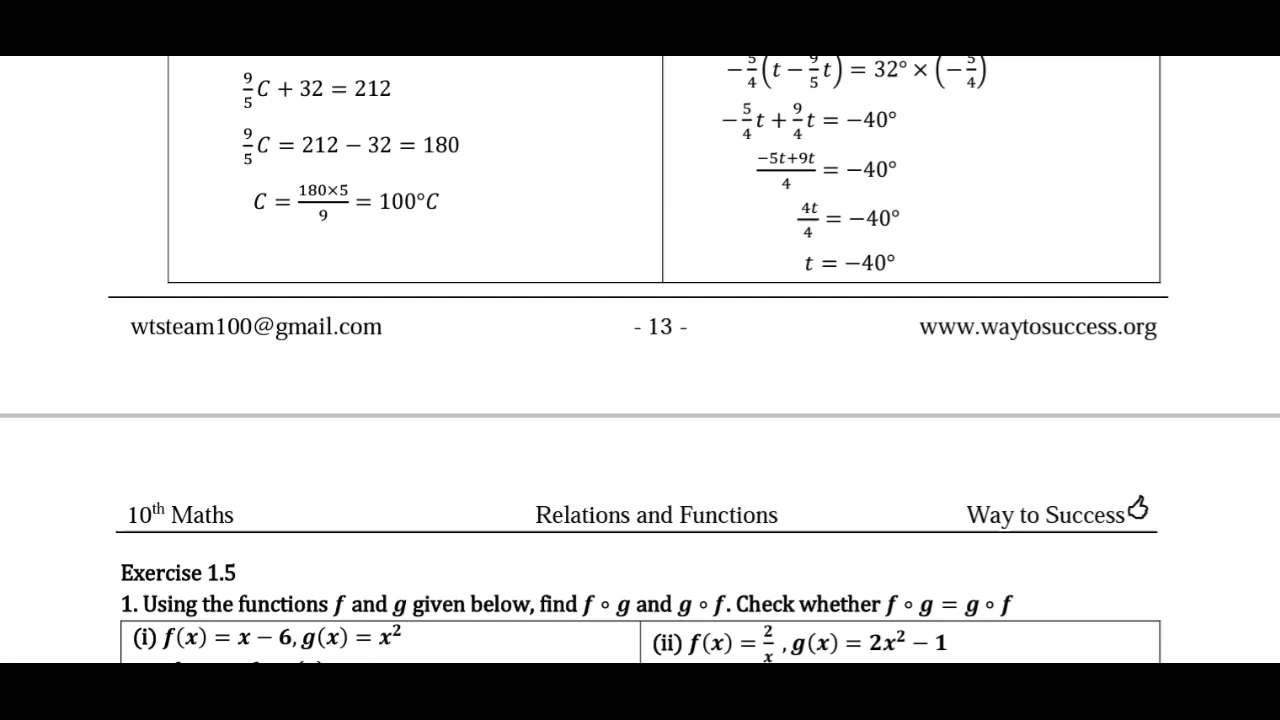 9/5 C + 32 = 212
9/5 C = 212 − 32 = 180
C = 180×5/9 = 100°C
−5/4 (t − 9/5 t) = 32° × (−5/4)
−5/4 t + 9/4 t = −40°
−5t+9t/4 = −40°
4t/4 = −40°
t = −40°
wtsteam100@gmail.com - 13 - www.waytosuccess.org
10th Maths Relations and Functions Way to Success
Exercise 1.5
1. Using the functions f and g given below, find f ∘ g and g ∘ f. Check whether f ∘ g = g ∘ f
(i) f(x) = x − 6, g(x) = x²
(ii) f(x) = 2/x , g(x) = 2x² − 1